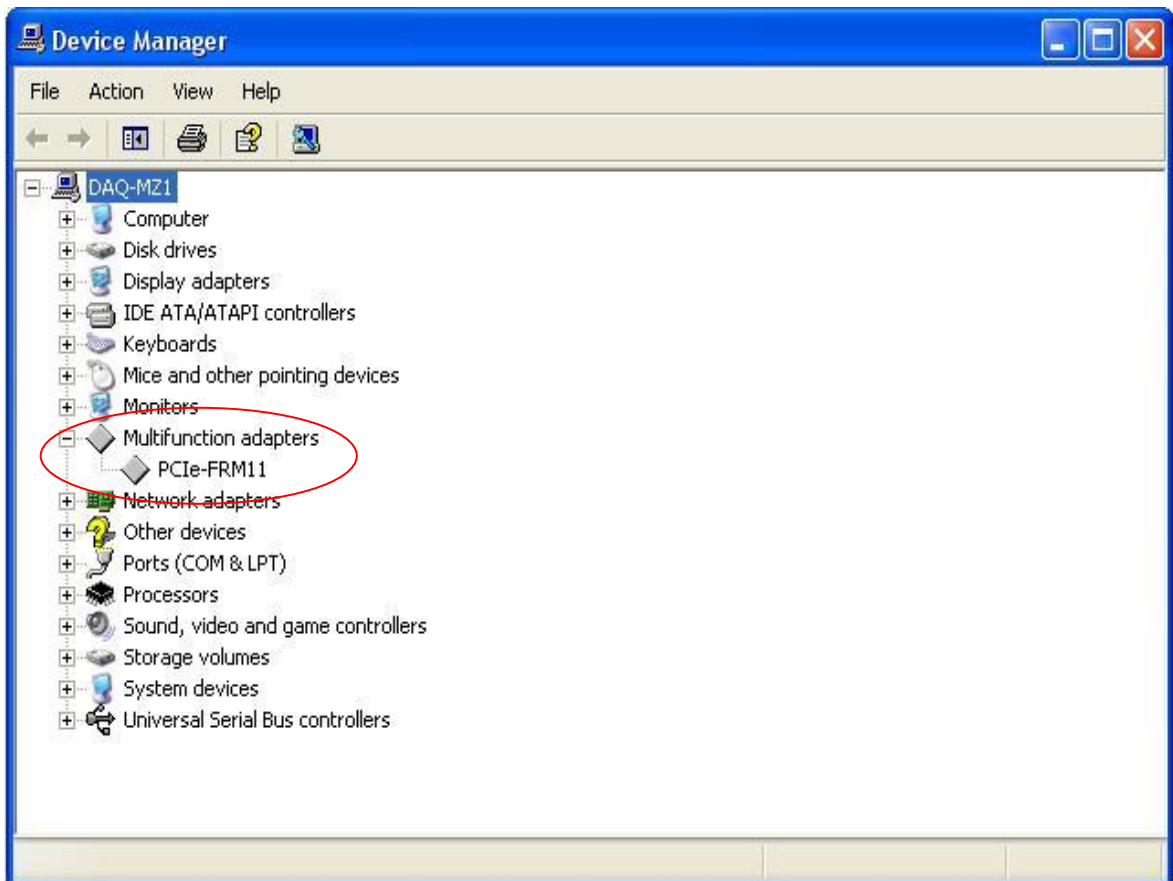 Device Manager
File Action View Help
DAQ-MZ1
Computer
Disk drives
Display adapters
IDE ATA/ATAPI controllers
Keyboards
Mice and other pointing devices
Monitors
Multifunction adapters
PCIe-FRM11
Network adapters
Other devices
Ports (COM & LPT)
Processors
Sound, video and game controllers
Storage volumes
System devices
Universal Serial Bus controllers